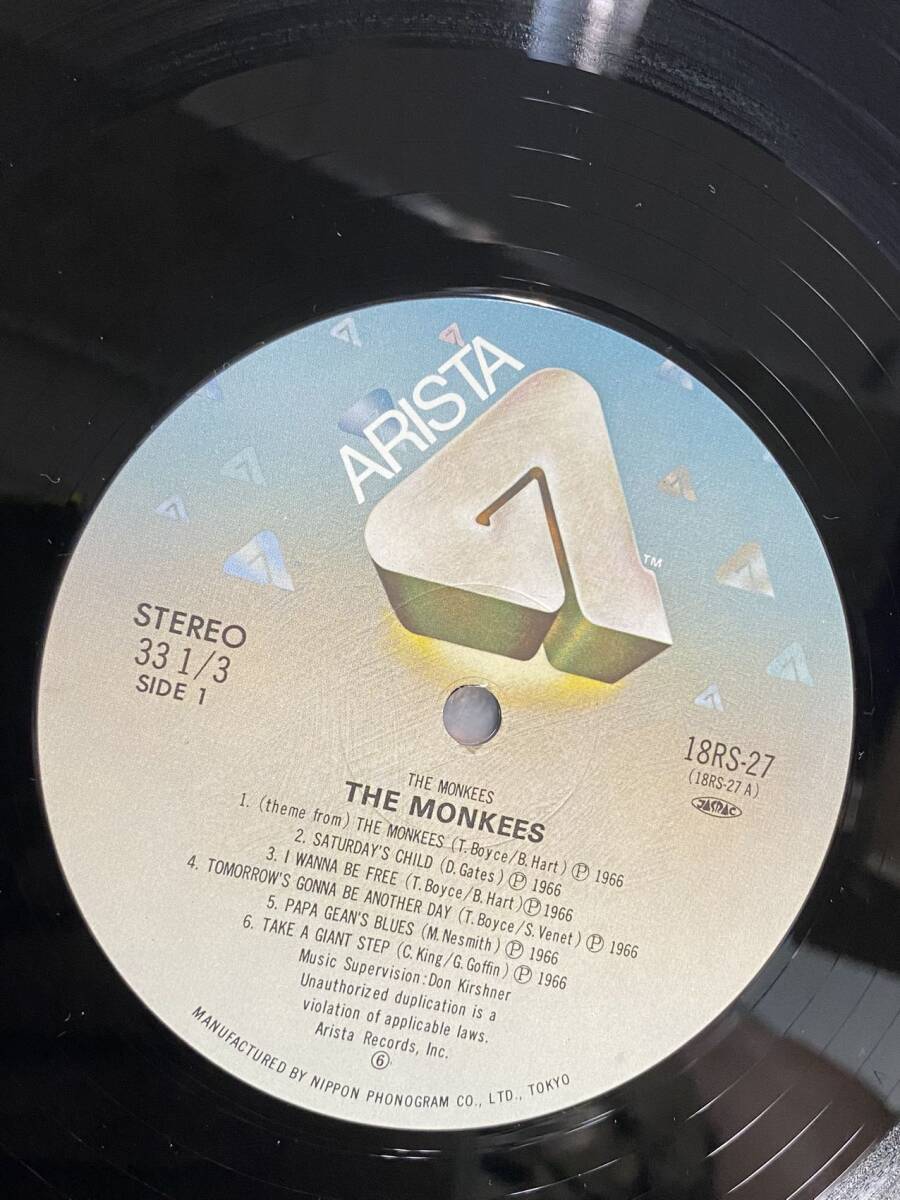 ARISTA
TM
STEREO
33 1/3
SIDE 1
18RS-27
(18RS-27 A)
JASRAC
THE MONKEES
THE MONKEES
1. (theme from) THE MONKEES (T. Boyce/B. Hart) Ⓟ 1966
2. SATURDAY'S CHILD (D. Gates) Ⓟ 1966
3. I WANNA BE FREE (T. Boyce/B. Hart) Ⓟ 1966
4. TOMORROW'S GONNA BE ANOTHER DAY (T. Boyce/S. Venet) Ⓟ 1966
5. PAPA GEAN'S BLUES (M. Nesmith) Ⓟ 1966
6. TAKE A GIANT STEP (C. King/G. Goffin) Ⓟ 1966
Music Supervision: Don Kirshner
Unauthorized duplication is a
violation of applicable laws.
Arista Records, Inc.
⑥
MANUFACTURED BY NIPPON PHONOGRAM CO., LTD., TOKYO